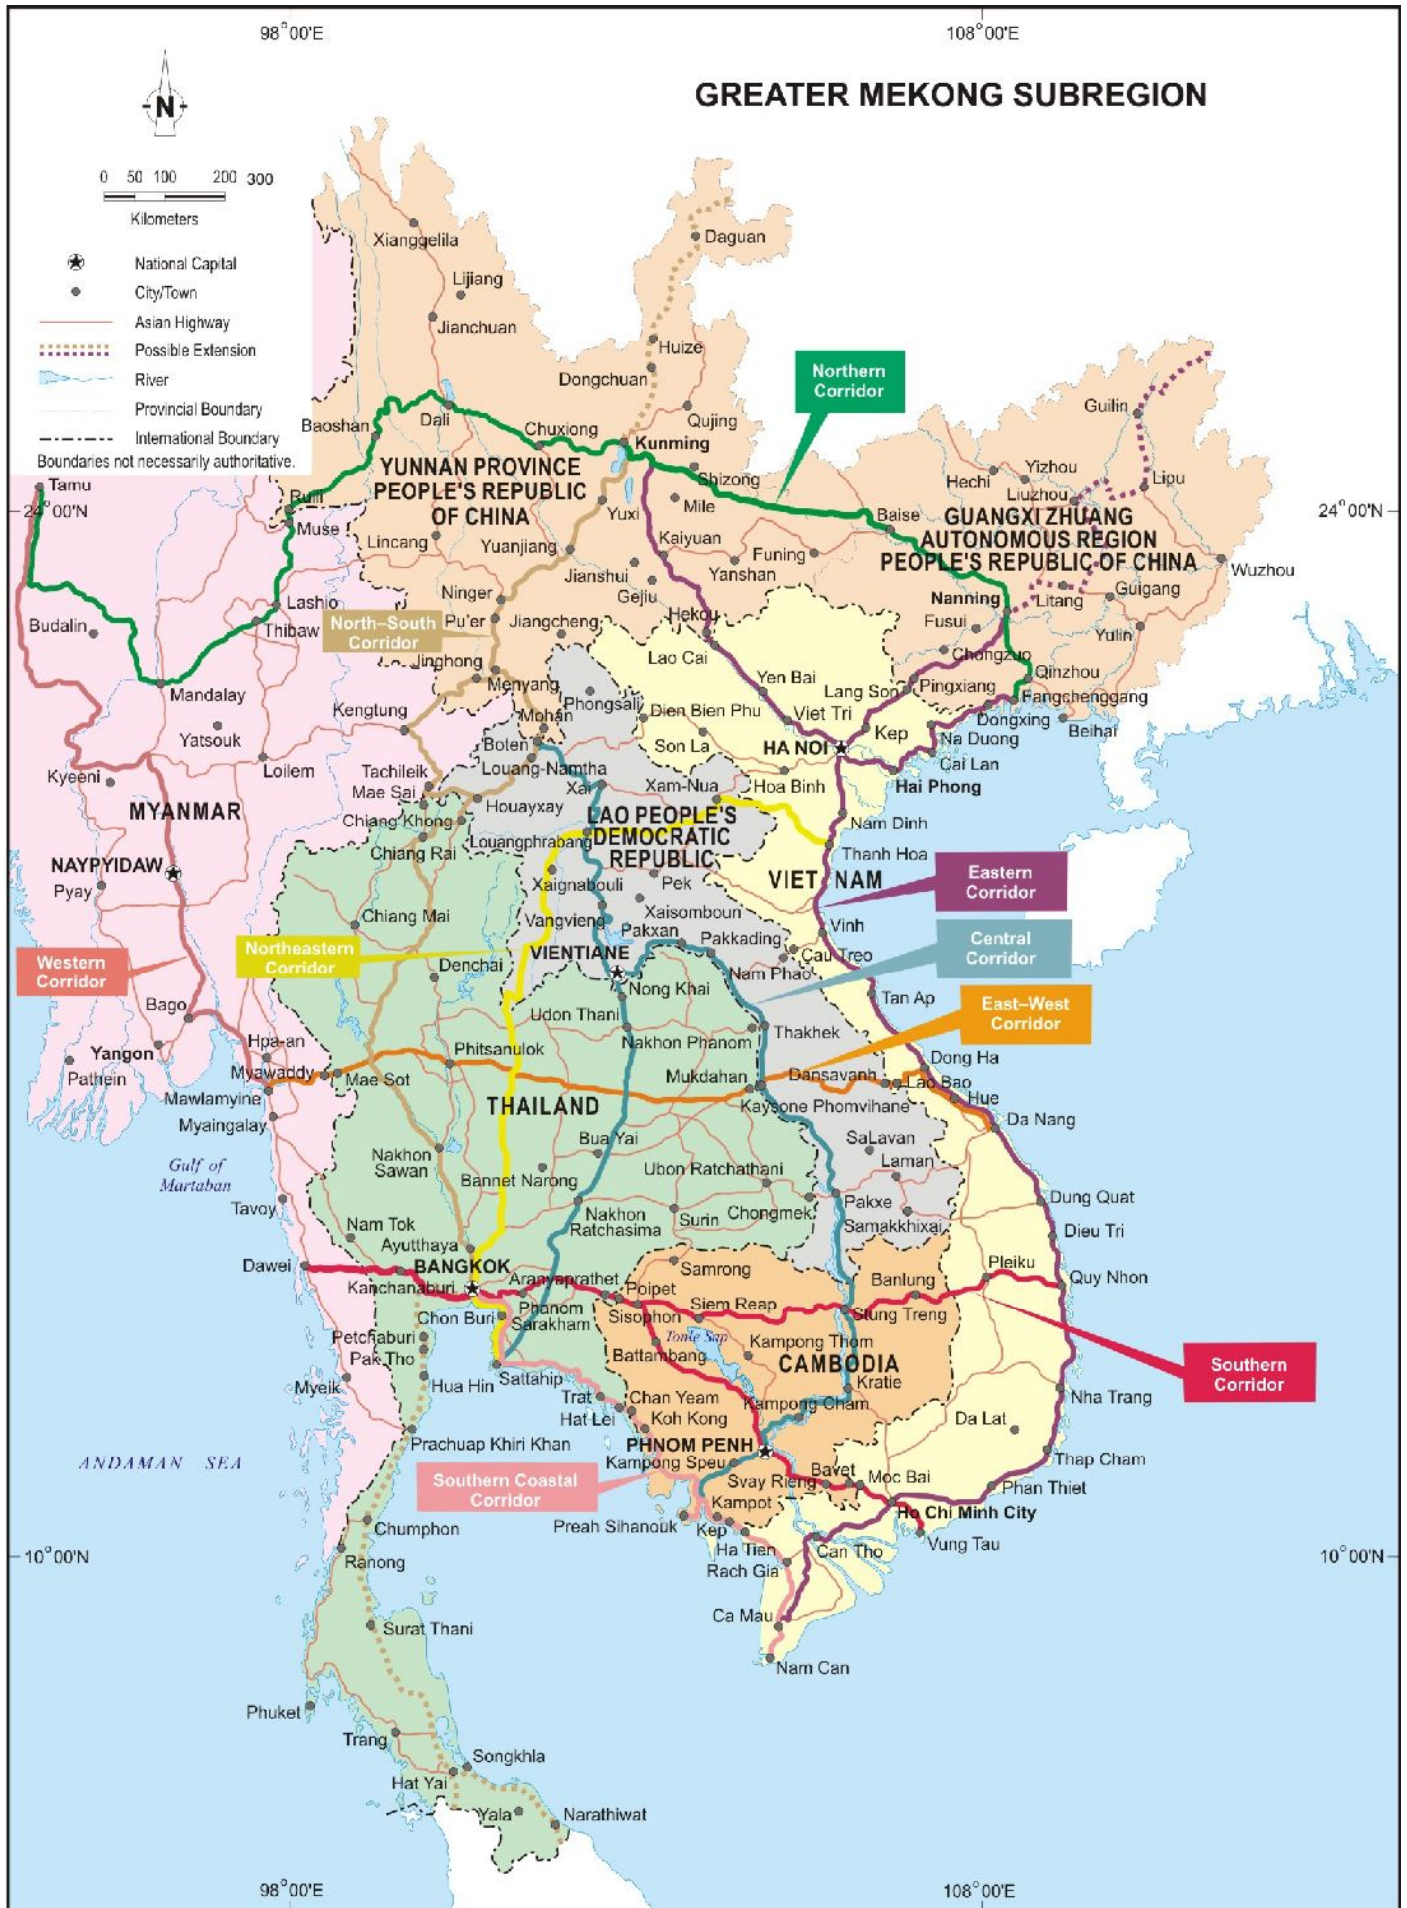 98°00'E
108°00'E
GREATER MEKONG SUBREGION
N
0 50 100 200 300
Kilometers
National Capital
City/Town
Asian Highway
Possible Extension
River
Provincial Boundary
International Boundary
Boundaries not necessarily authoritative.
Xianggelila
Daguan
Lijiang
Jianchuan
Huize
Dongchuan
Northern
Corridor
Guilin
Qujing
Dali
Baoshan
Chuxiong
Kunming
YUNNAN PROVINCE
PEOPLE'S REPUBLIC
OF CHINA
Shizong
Yizhou
Hechi
Liuzhou
Lipu
Tamu
24°00'N
Ruili
Muse
Yuxi
Mile
Baise
GUANGXI ZHUANG
AUTONOMOUS REGION
PEOPLE'S REPUBLIC OF CHINA
24°00'N
Lincang
Yuanjiang
Kaiyuan
Funing
Yanshan
Wuzhou
Jianshui
Gejiu
Ninger
Nanning
Litang
Guigang
Lashio
Thibaw
Budalin
North–South
Corridor
Pu'er
Jiangcheng
Hekou
Fusui
Yulin
Lao Cai
Chongzuo
Jinghong
Menyang
Qinzhou
Mandalay
Yen Bai
Lang Son
Pingxiang
Fangchenggang
Phongsali
Dien Bien Phu
Kengtung
Mohan
Viet Tri
Dongxing
Beihai
Yatsouk
Boten
Son La
HA NOI
Kep
Na Duong
Loilem
Tachileik
Louang-Namtha
Cai Lan
Kyeeni
Mae Sai
Xai
Xam-Nua
Hoa Binh
Hai Phong
MYANMAR
Houayxay
LAO PEOPLE'S
DEMOCRATIC
REPUBLIC
Chiang Khong
Nam Dinh
Chiang Rai
Louangphrabang
Thanh Hoa
NAYPYIDAW
Pyay
Xaignabouli
Pek
VIET NAM
Eastern
Corridor
Chiang Mai
Vangvieng
Xaisomboun
Pakxan
Vinh
Pakkading
Northeastern
Corridor
VIENTIANE
Cau Treo
Central
Corridor
Western
Corridor
Denchai
Nam Phao
Nong Khai
Tan Ap
Bago
Udon Thani
Thakhek
East–West
Corridor
Yangon
Hpa-an
Nakhon Phanom
Pathein
Myawaddy
Mae Sot
Phitsanulok
Mukdahan
Dansavanh
Dong Ha
Lao Bao
Mawlamyine
THAILAND
Kaysone Phomvihane
Hue
Myaingalay
Da Nang
Gulf of
Martaban
Nakhon
Sawan
Bua Yai
SaLavan
Laman
Bannet Narong
Ubon Ratchathani
Tavoy
Pakxe
Dung Quat
Nakhon
Ratchasima
Surin
Chongmek
Samakkhixai
Nam Tok
Ayutthaya
Dieu Tri
Dawei
BANGKOK
Samrong
Pleiku
Kanchanaburi
Aranyaprathet
Poipet
Banlung
Quy Nhon
Chon Buri
Phanom
Sarakham
Sisophon
Siem Reap
Stung Treng
Petchaburi
Tonle Sap
Kampong Thom
Pak Tho
Battambang
CAMBODIA
Southern
Corridor
Myeik
Hua Hin
Sattahip
Kratie
Nha Trang
Trat
Chan Yeam
Kampong Cham
Hat Lei
Koh Kong
Da Lat
Prachuap Khiri Khan
PHNOM PENH
ANDAMAN SEA
Kampong Speu
Thap Cham
Southern Coastal
Corridor
Svay Rieng
Bavet
Moc Bai
Phan Thiet
Kampot
Ho Chi Minh City
Chumphon
Preah Sihanouk
Kep
Vung Tau
10°00'N
Ranong
Ha Tien
Can Tho
10°00'N
Rach Gia
Surat Thani
Ca Mau
Nam Can
Phuket
Trang
Songkhla
Hat Yai
Yala
Narathiwat
98°00'E
108°00'E